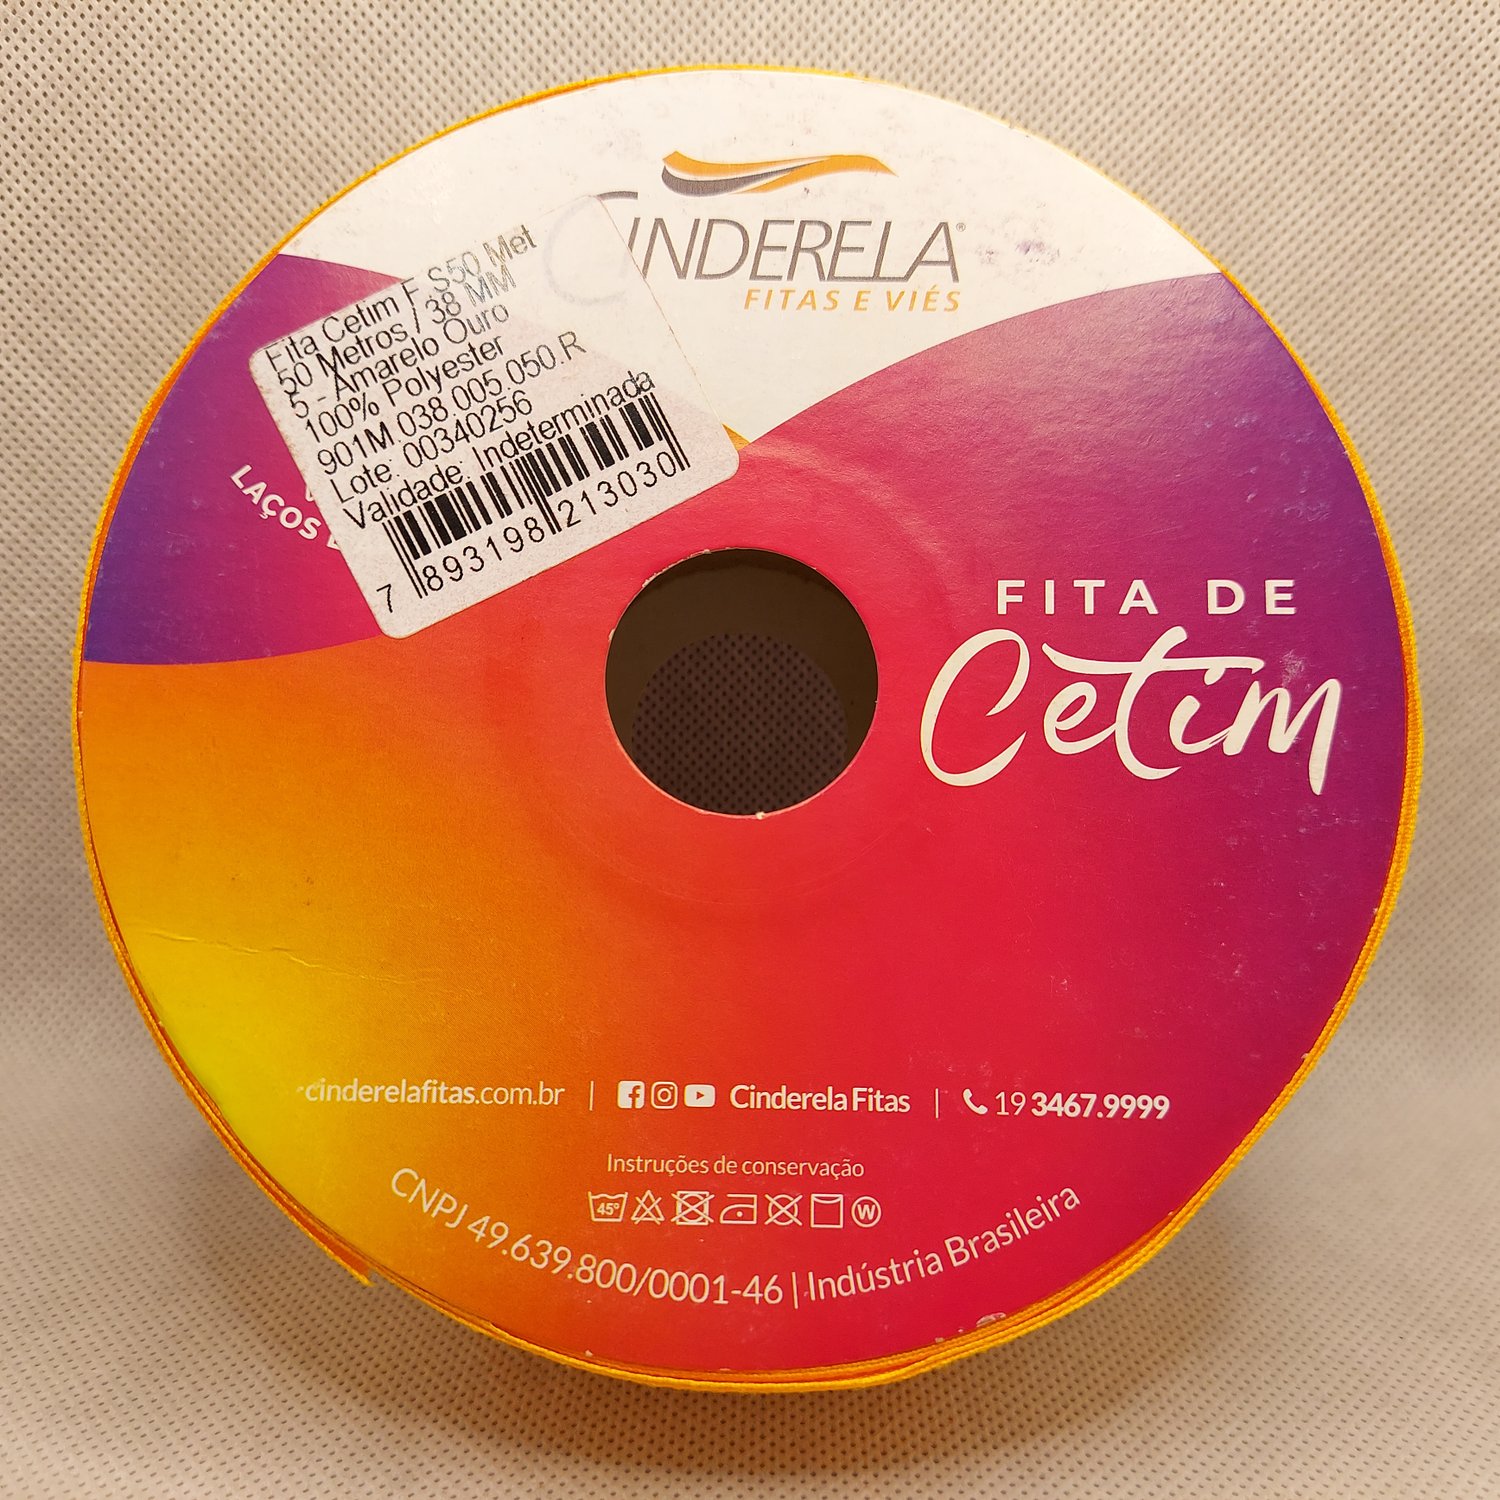 CINDERELA®
FITAS E VIÉS
Fita Cetim F S50 Met
50 Metros / 38 MM
5 - Amarelo Ouro
100% Polyester
901M.038.005.050.R
Lote: 00340256
Validade: Indeterminada
7 893198 213030
LAÇOS
FITA DE
Cetim
cinderelafitas.com.br | Cinderela Fitas | 19 3467.9999
Instruções de conservação
45° W
CNPJ 49.639.800/0001-46 | Indústria Brasileira